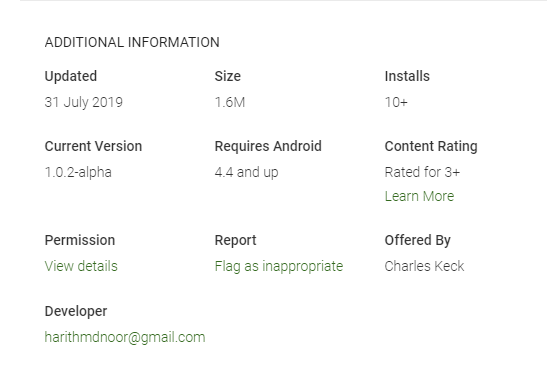 ADDITIONAL INFORMATION
Updated Size Installs
31 July 2019 1.6M 10+
Current Version Requires Android Content Rating
1.0.2-alpha 4.4 and up Rated for 3+
Learn More
Permission Report Offered By
View details Flag as inappropriate Charles Keck
Developer
harithmdnoor@gmail.com